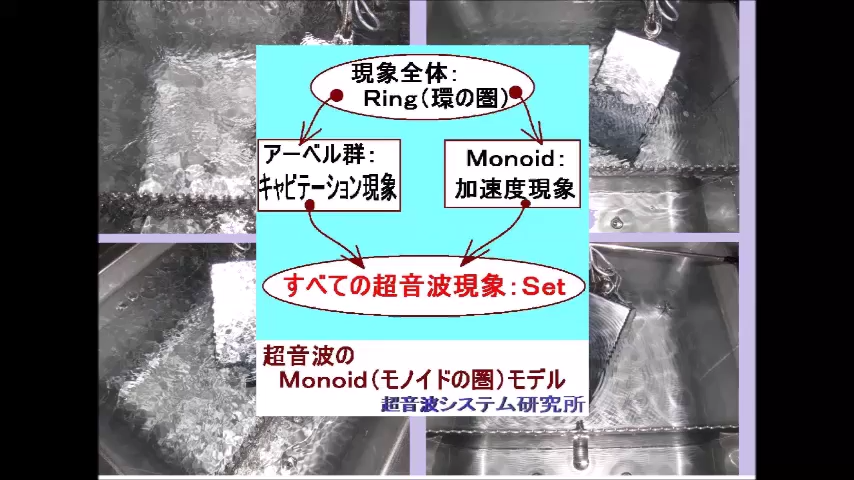 現象全体：
Ring（環の圏）
アーベル群：
キャビテーション現象
Monoid：
加速度現象
すべての超音波現象：Set
超音波の
Monoid（モノイドの圏）モデル
超音波システム研究所